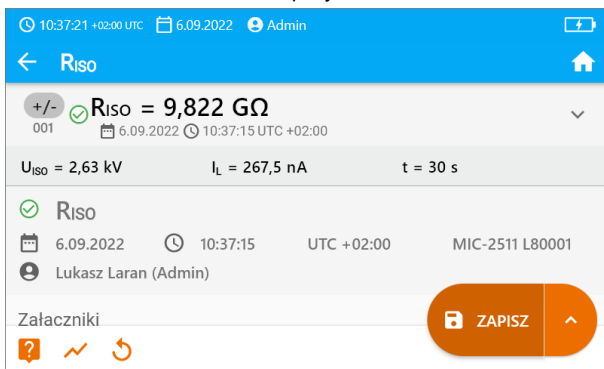 10:37:21 +02:00 UTC 6.09.2022 Admin
RISO
+/- RISO = 9,822 GΩ
001 6.09.2022 10:37:15 UTC +02:00
UISO = 2,63 kV IL = 267,5 nA t = 30 s
RISO
6.09.2022 10:37:15 UTC +02:00 MIC-2511 L80001
Lukasz Laran (Admin)
Załaczniki
ZAPISZ